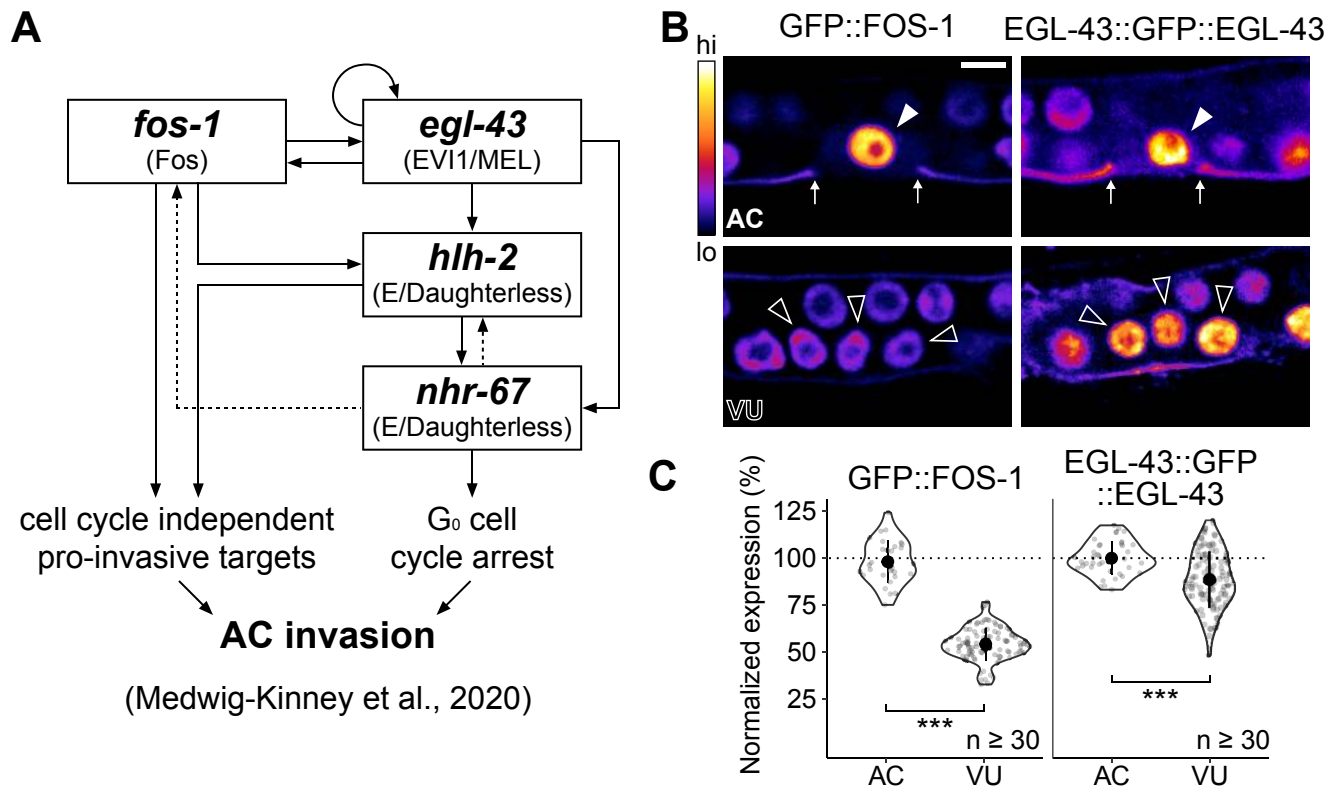 A
fos-1
(Fos)
egl-43
(EVI1/MEL)
hlh-2
(E/Daughterless)
nhr-67
(E/Daughterless)
cell cycle independent
pro-invasive targets
G₀ cell
cycle arrest
AC invasion
(Medwig-Kinney et al., 2020)
B
hi
lo
GFP::FOS-1
EGL-43::GFP::EGL-43
AC
VU
C
Normalized expression (%)
GFP::FOS-1
EGL-43::GFP
::EGL-43
125
100
75
50
25
***
***
n ≥ 30
n ≥ 30
AC
VU
AC
VU